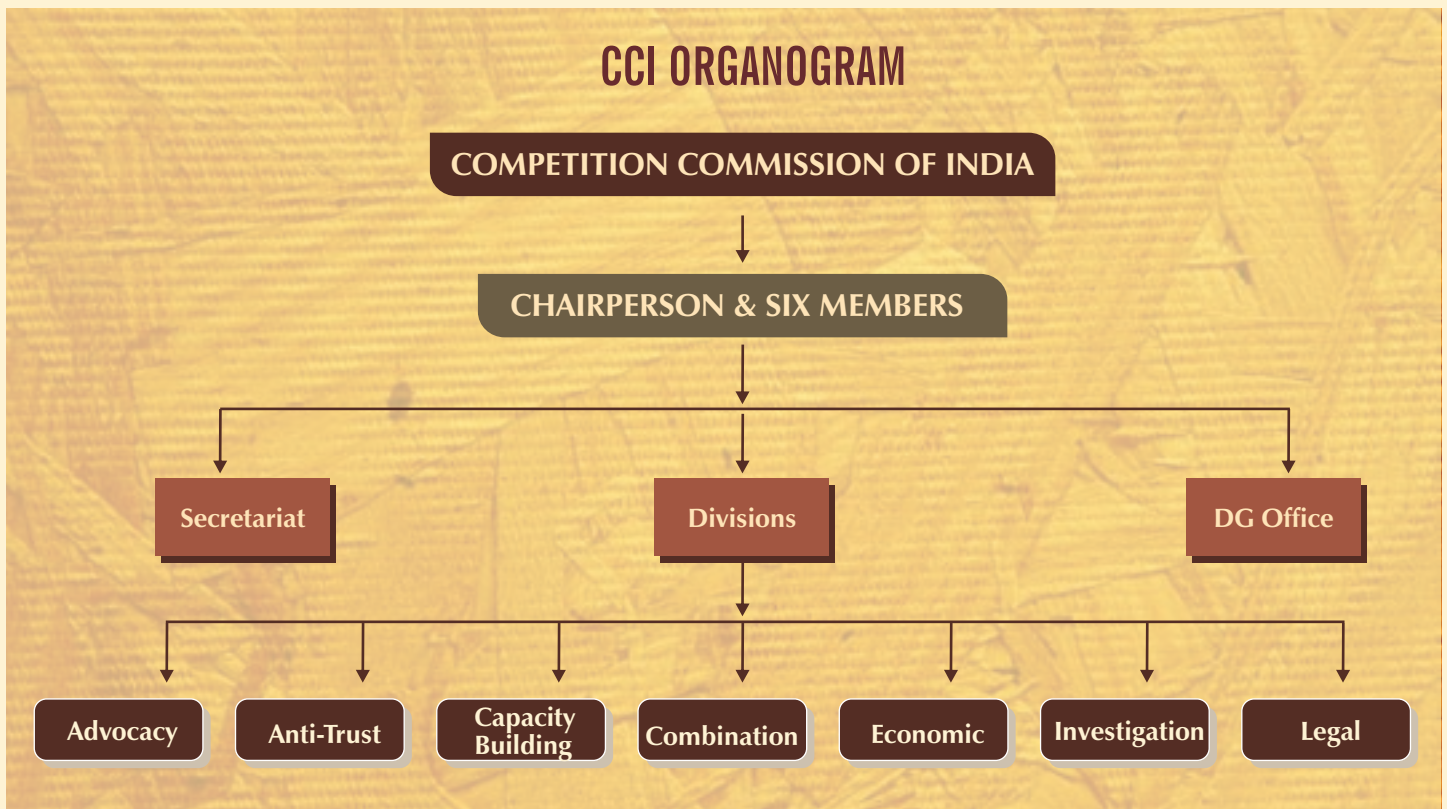 CCI ORGANOGRAM
COMPETITION COMMISSION OF INDIA
CHAIRPERSON & SIX MEMBERS
Secretariat
Divisions
DG Office
Advocacy
Anti-Trust
Capacity
Building
Combination
Economic
Investigation
Legal